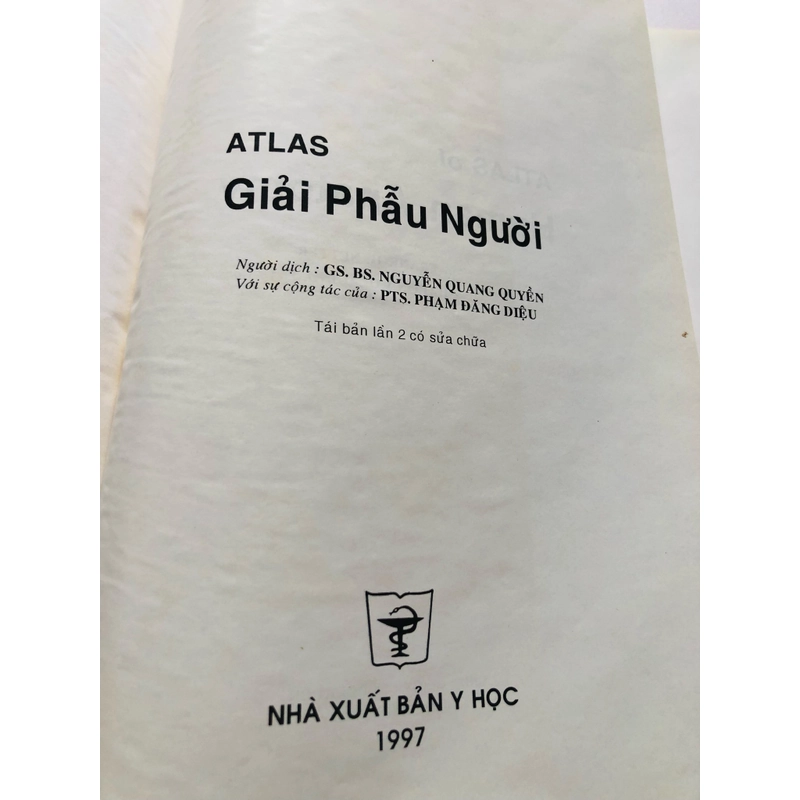 ATLAS
Giải Phẫu Người
Người dịch : GS. BS. NGUYỄN QUANG QUYỀN
Với sự cộng tác của : PTS. PHẠM ĐĂNG DIỆU
Tái bản lần 2 có sửa chữa
NHÀ XUẤT BẢN Y HỌC
1997